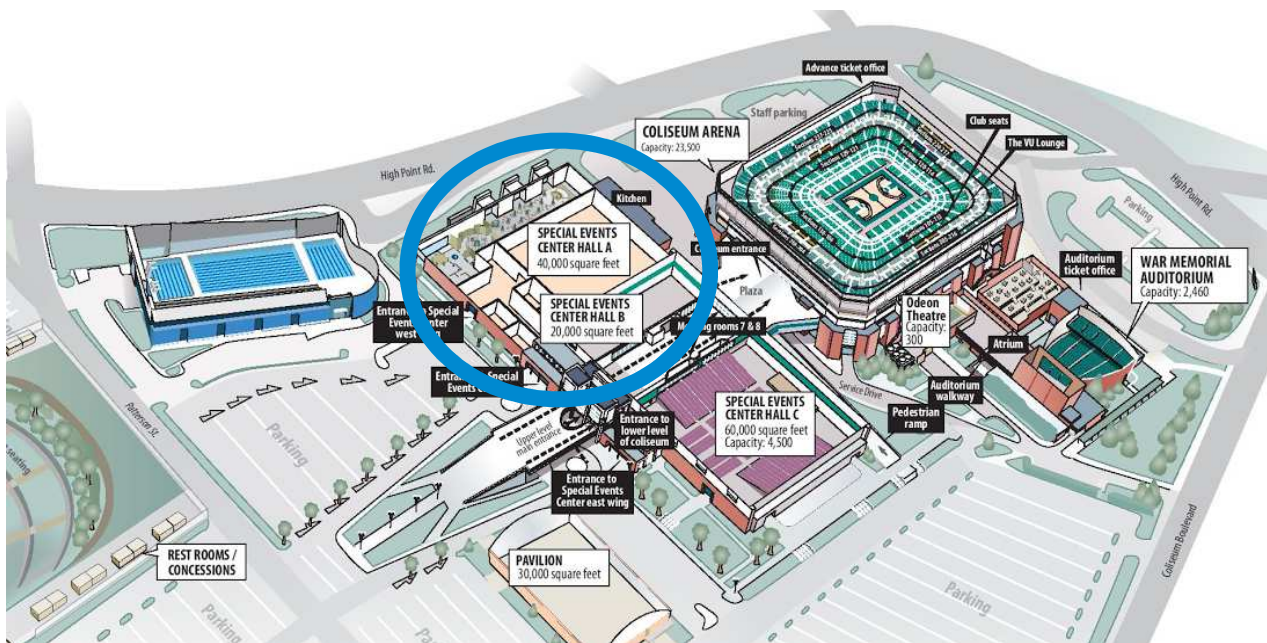 Advance ticket office
Staff parking
Club seats
The VU Lounge
COLISEUM ARENA
Capacity: 23,500
High Point Rd.
High Point Rd.
Parking
Kitchen
SPECIAL EVENTS
CENTER HALL A
40,000 square feet
Plaza
Auditorium
ticket office
WAR MEMORIAL
AUDITORIUM
Capacity: 2,460
SPECIAL EVENTS
CENTER HALL B
20,000 square feet
Odeon
Theatre
Capacity:
300
Atrium
rooms 7 & 8
Service Drive
Auditorium
walkway
Pedestrian
ramp
SPECIAL EVENTS
CENTER HALL C
60,000 square feet
Capacity: 4,500
Patterson St.
Parking
Upper level
main entrance
Entrance to
lower level
of coliseum
Entrance to
Special Events
Center east wing
seating
REST ROOMS /
CONCESSIONS
PAVILION
30,000 square feet
Parking
Parking
Coliseum Boulevard